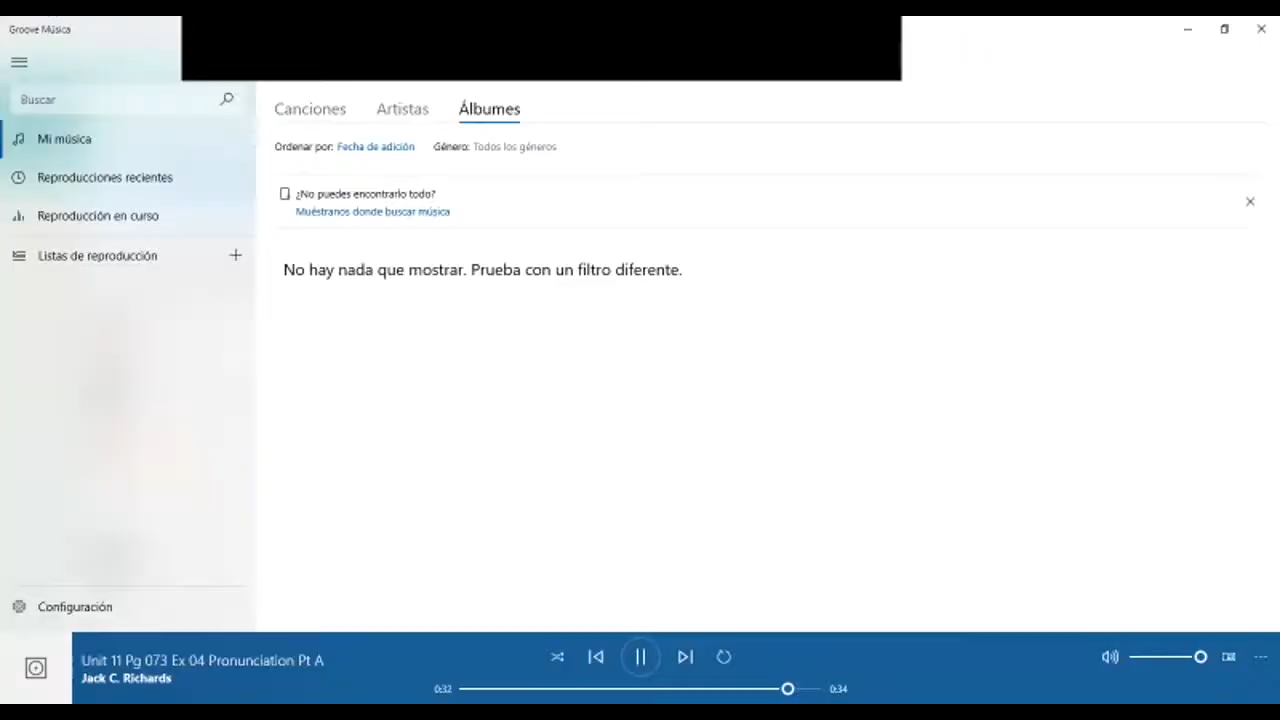 Groove Música
Buscar
Mi música
Reproducciones recientes
Reproducción en curso
Listas de reproducción
Configuración
Canciones Artistas Álbumes
Ordenar por: Fecha de adición Género: Todos los géneros
¿No puedes encontrarlo todo?
Muéstranos donde buscar música
No hay nada que mostrar. Prueba con un filtro diferente.
Unit 11 Pg 073 Ex 04 Pronunciation Pt A
Jack C. Richards
0:32 0:34